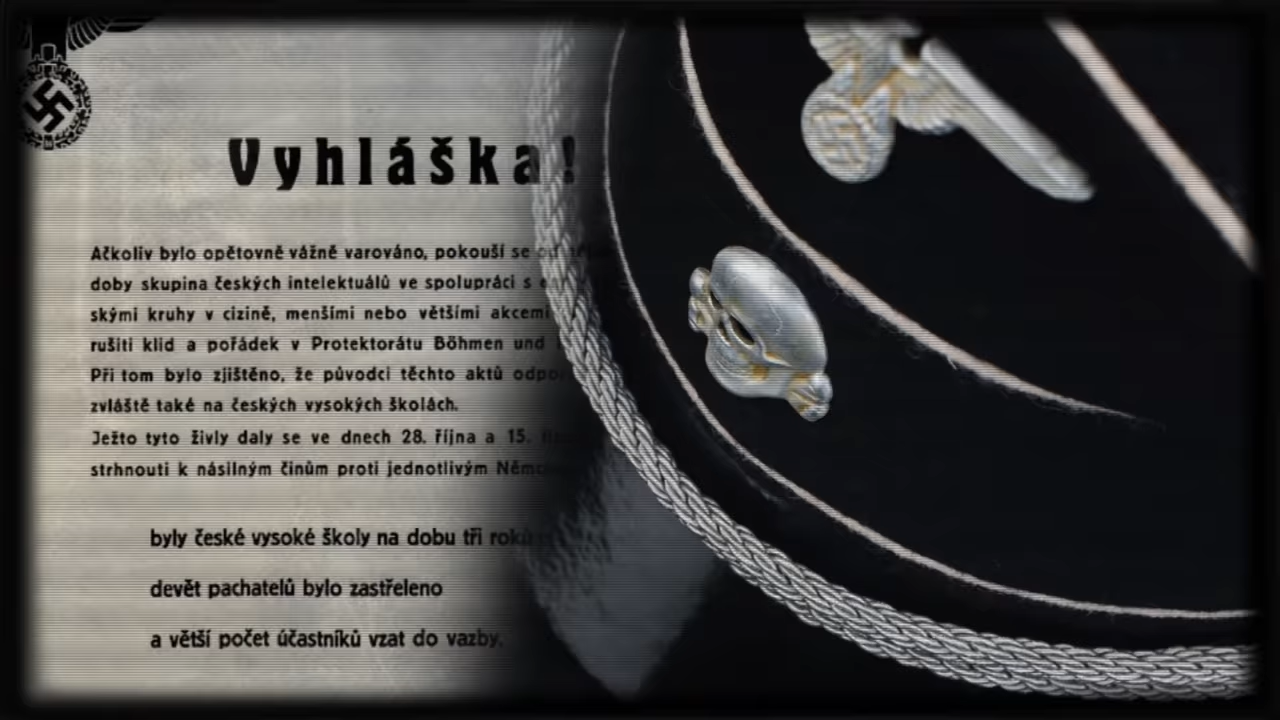 Vyhláška!
Ačkoliv bylo opětovně vážně varováno, pokouší se
doby skupina českých intelektuálů ve spolupráci s
skými kruhy v cizině, menšími nebo většími akcemi
rušiti klid a pořádek v Protektorátu Böhmen und
Při tom bylo zjištěno, že původci těchto aktů
zvláště také na českých vysokých školách.
Ježto tyto živly daly se ve dnech 28. října a 15.
strhnouti k násilným činům proti jednotlivým
byly české vysoké školy na dobu tři roků
devět pachatelů bylo zastřeleno
a větší počet účastníků vzat do vazby.